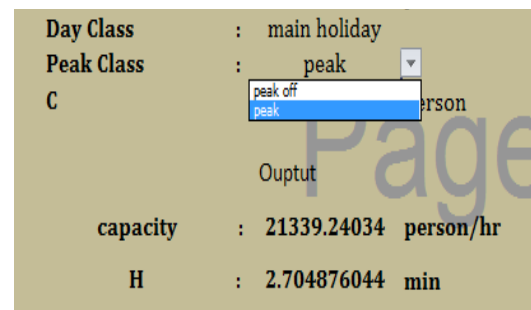 Day Class : main holiday
Peak Class : peak
C erson
peak off
peak
Page
Ouptut
capacity : 21339.24034 person/hr
H : 2.704876044 min